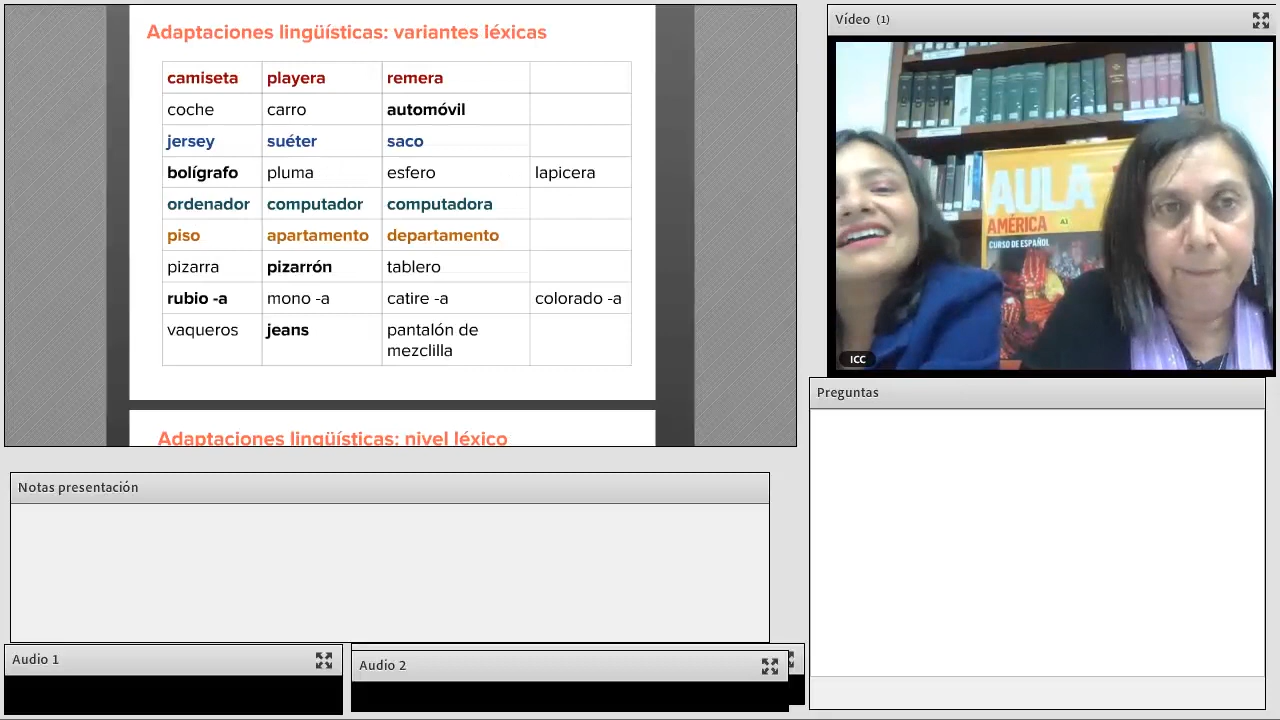 Adaptaciones lingüísticas: variantes léxicas
camiseta playera remera
coche carro automóvil
jersey suéter saco
bolígrafo pluma esfero lapicera
ordenador computador computadora
piso apartamento departamento
pizarra pizarrón tablero
rubio -a mono -a catire -a colorado -a
vaqueros jeans pantalón de
mezclilla
Adaptaciones lingüísticas: nivel léxico
Vídeo (1)
AULA
AMÉRICA A1
CURSO DE ESPAÑOL
ICC
Preguntas
Notas presentación
Audio 1
Audio 2